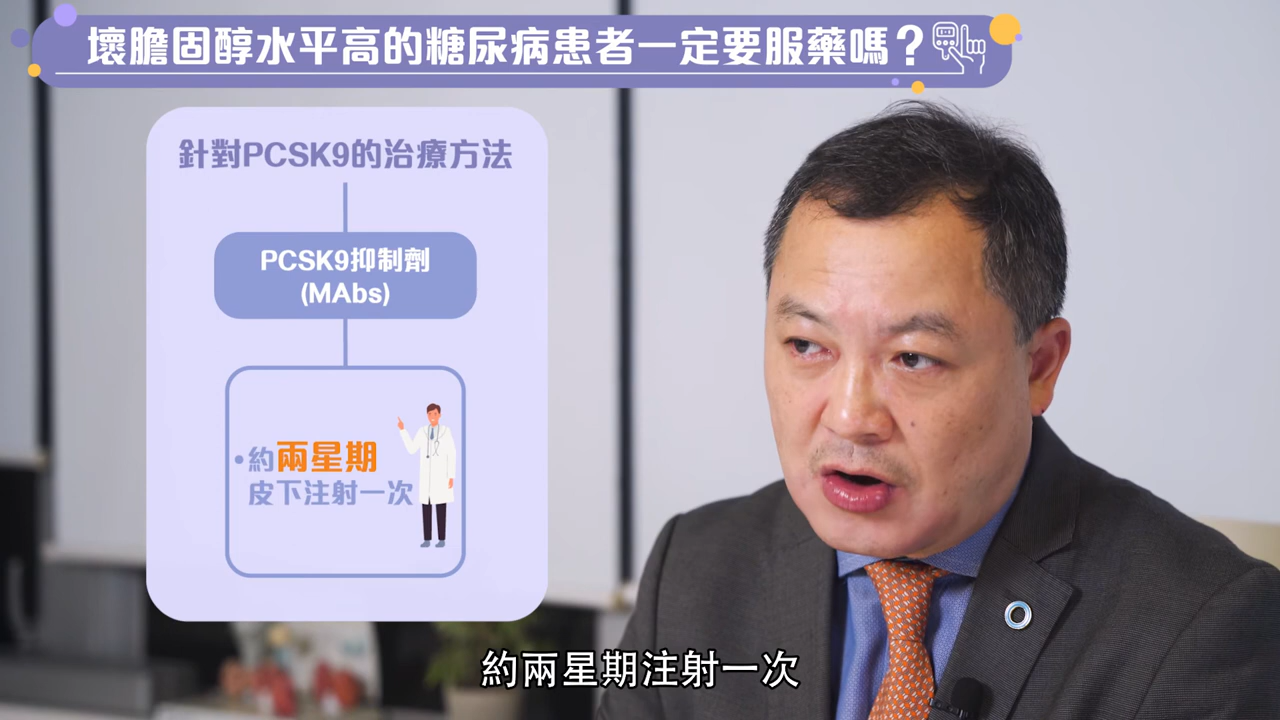 壞膽固醇水平高的糖尿病患者一定要服藥嗎？
針對PCSK9的治療方法
PCSK9抑制劑
(MAbs)
•約兩星期
皮下注射一次
約兩星期注射一次